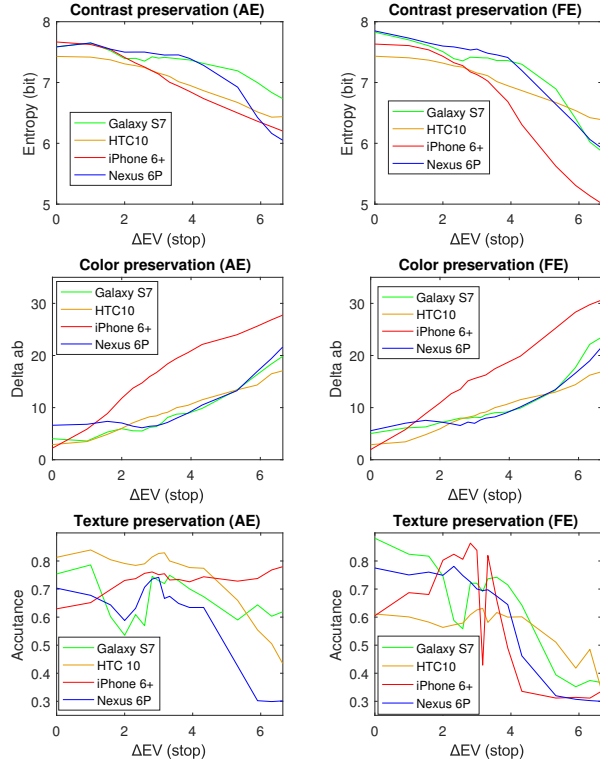 Contrast preservation (AE)
8
7
6
5
Entropy (bit)
Galaxy S7
HTC10
iPhone 6+
Nexus 6P
0 2 4 6
ΔEV (stop)
Contrast preservation (FE)
8
7
6
5
Entropy (bit)
Galaxy S7
HTC10
iPhone 6+
Nexus 6P
0 2 4 6
ΔEV (stop)
Color preservation (AE)
30
20
10
0
Delta ab
Galaxy S7
HTC10
iPhone 6+
Nexus 6P
0 2 4 6
ΔEV (stop)
Color preservation (FE)
30
20
10
0
Delta ab
Galaxy S7
HTC10
iPhone 6+
Nexus 6P
0 2 4 6
ΔEV (stop)
Texture preservation (AE)
0.8
0.7
0.6
0.5
0.4
0.3
Accutance
Galaxy S7
HTC 10
iPhone 6+
Nexus 6P
0 2 4 6
ΔEV (stop)
Texture preservation (FE)
0.8
0.7
0.6
0.5
0.4
0.3
Accutance
Galaxy S7
HTC10
iPhone 6+
Nexus 6P
0 2 4 6
ΔEV (stop)